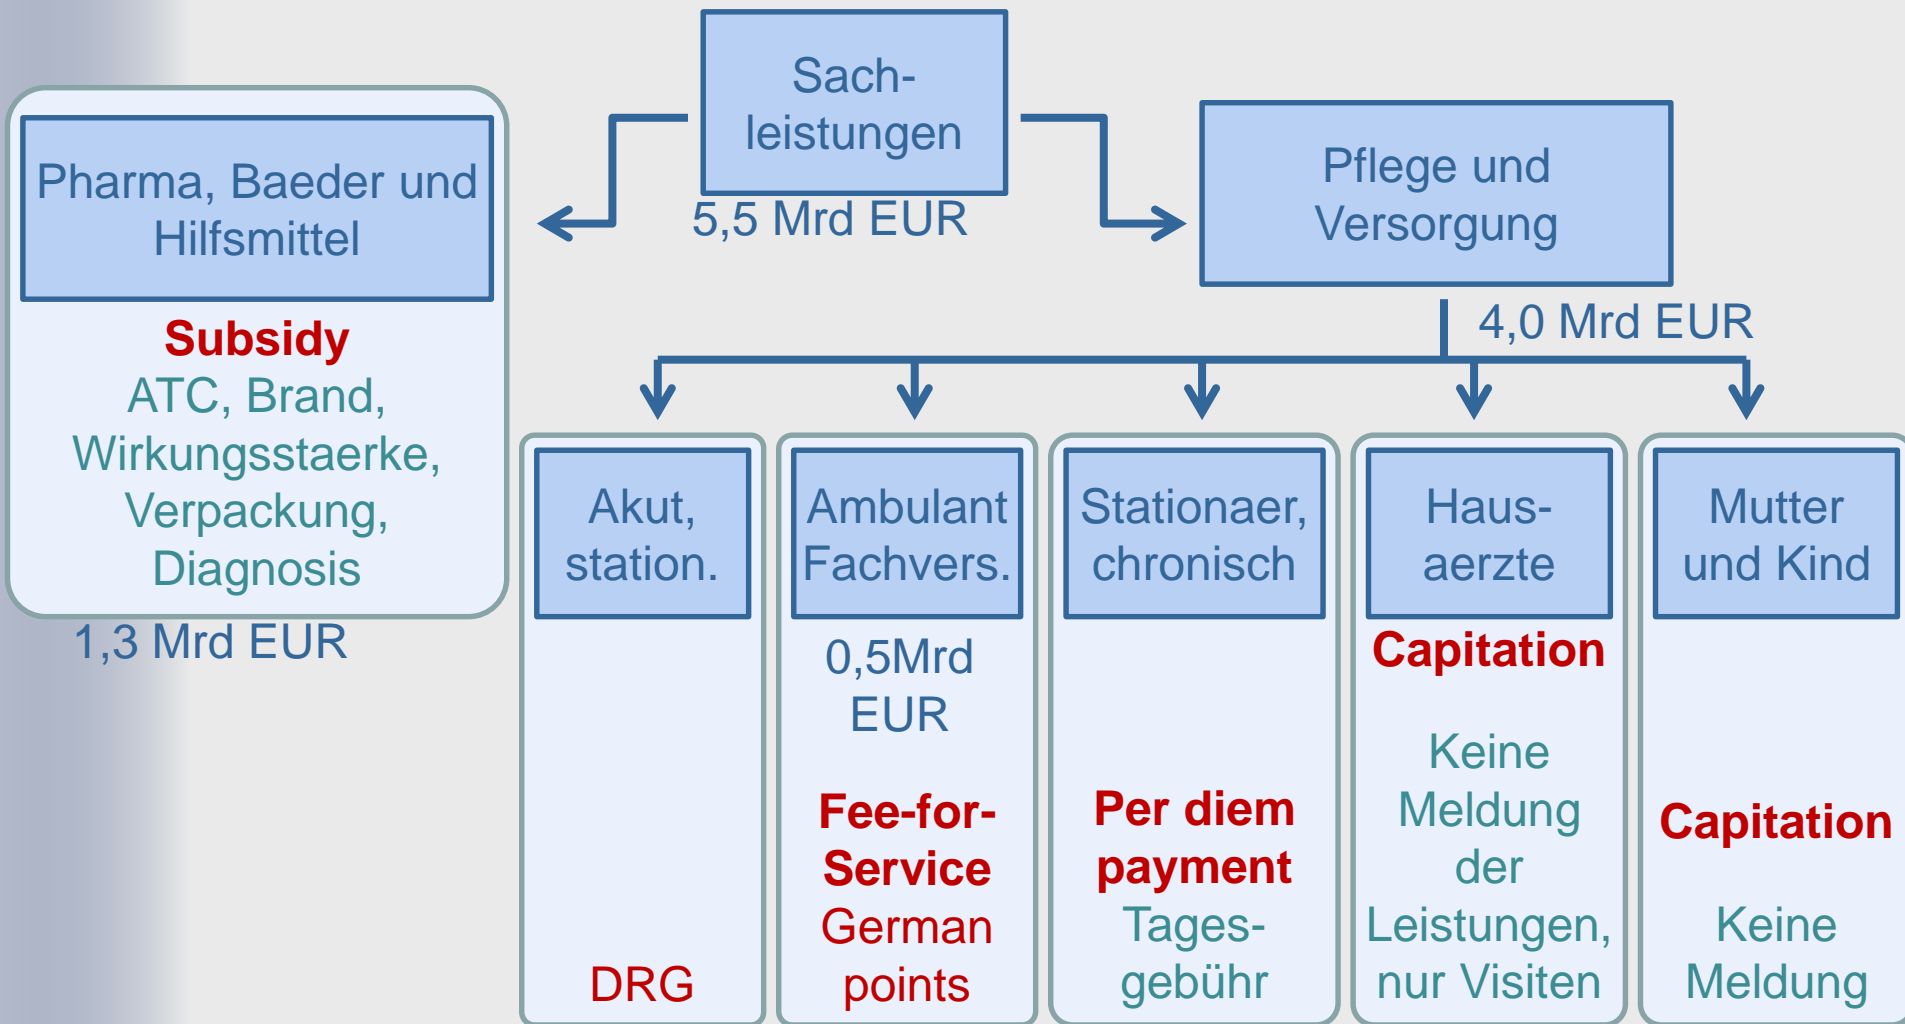 Sach-
leistungen
5,5 Mrd EUR
Pharma, Baeder und
Hilfsmittel
Subsidy
ATC, Brand,
Wirkungsstaerke,
Verpackung,
Diagnosis
1,3 Mrd EUR
Pflege und
Versorgung
4,0 Mrd EUR
Akut,
station.
DRG
Ambulant
Fachvers.
0,5Mrd
EUR
Fee-for-
Service
German
points
Stationaer,
chronisch
Per diem
payment
Tages-
gebühr
Haus-
aerzte
Capitation
Keine
Meldung
der
Leistungen,
nur Visiten
Mutter
und Kind
Capitation
Keine
Meldung